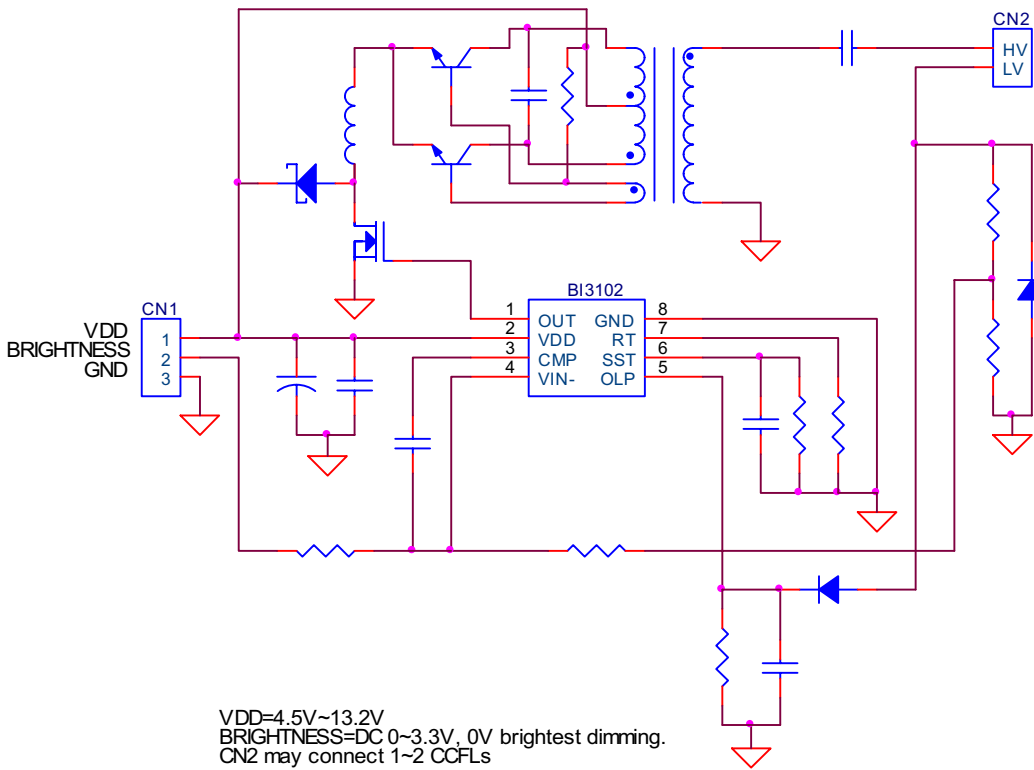 CN2
HV
LV
BI3102
1 OUT GND 8
2 VDD RT 7
3 CMP SST 6
4 VIN- OLP 5
CN1
VDD 1
BRIGHTNESS 2
GND 3
VDD=4.5V~13.2V
BRIGHTNESS=DC 0~3.3V, 0V brightest dimming.
CN2 may connect 1~2 CCFLs